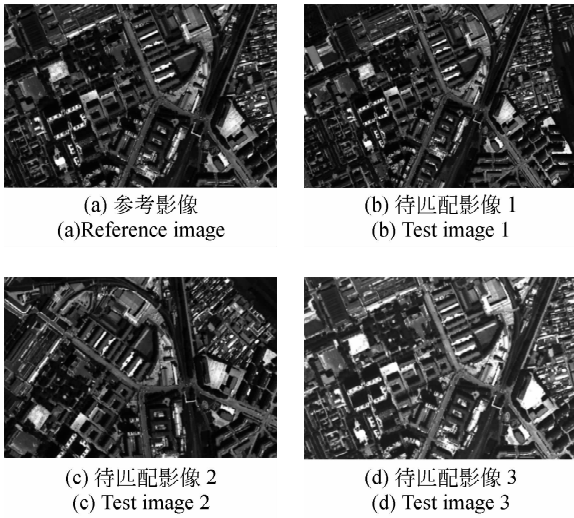 (a) 参考影像
(a)Reference image
(b) 待匹配影像 1
(b) Test image 1
(c) 待匹配影像 2
(c) Test image 2
(d) 待匹配影像 3
(d) Test image 3